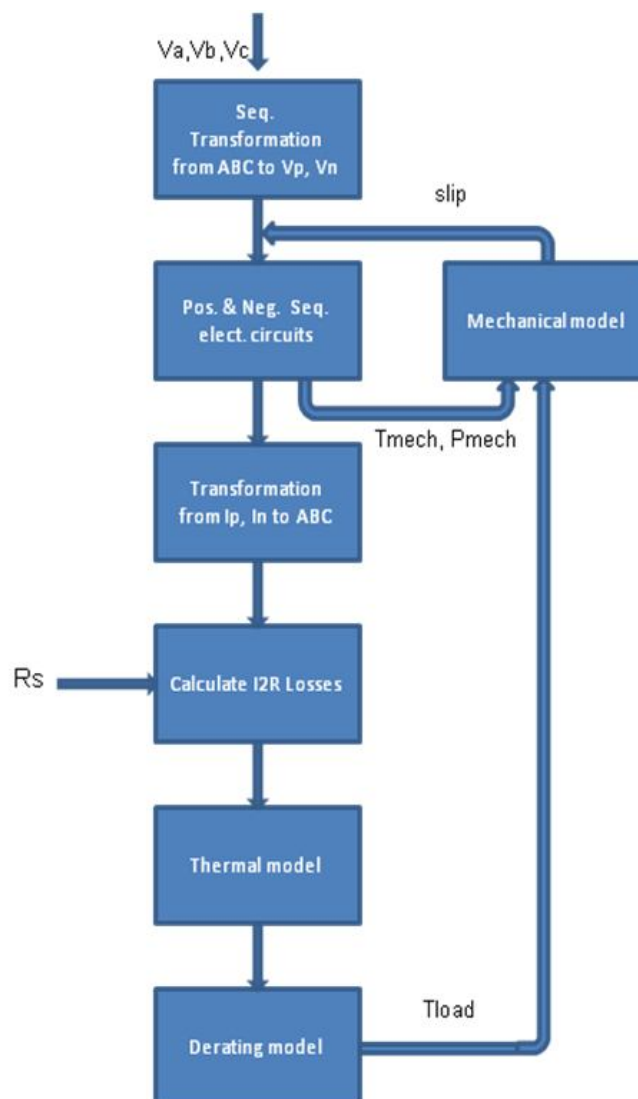 Va,Vb,Vc
Seq.
Transformation
from ABC to Vp, Vn
slip
Pos. & Neg. Seq.
elect. circuits
Mechanical model
Tmech, Pmech
Transformation
from Ip, In to ABC
Rs
Calculate I2R Losses
Thermal model
Tload
Derating model